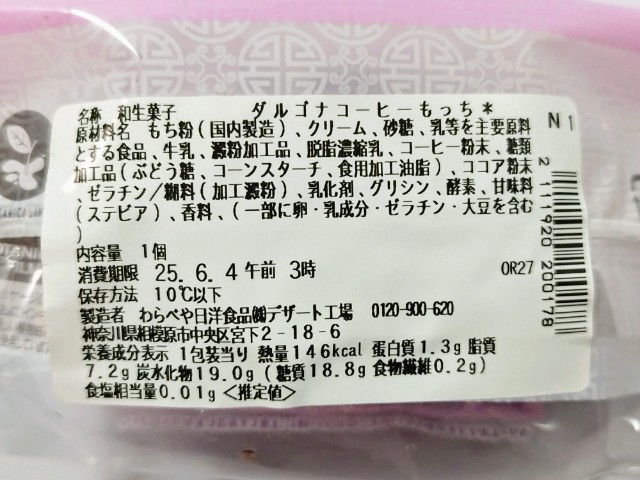 名称 和生菓子 ダルゴナコーヒーもっち*
原材料名 もち粉(国内製造)、クリーム、砂糖、乳等を主要原料
とする食品、牛乳、澱粉加工品、脱脂濃縮乳、コーヒー粉末、糖類
加工品(ぶどう糖、コーンスターチ、食用加工油脂)、ココア粉末
、ゼラチン/糊料(加工澱粉)、乳化剤、グリシン、酵素、甘味料
(ステビア)、香料、(一部に卵・乳成分・ゼラチン・大豆を含む
)
内容量 1個
消費期限 25.6.4午前 3時
保存方法 10℃以下
製造者 わらべや日洋食品㈱デザート工場 0120-900-620
神奈川県相模原市中央区宮下2-18-6
栄養成分表示 1包装当り 熱量146kcal 蛋白質1.3g 脂質
7.2g 炭水化物19.0g(糖質18.8g 食物繊維0.2g)
食塩相当量0.01g<推定値>
N1
2 111920 200178
0R27